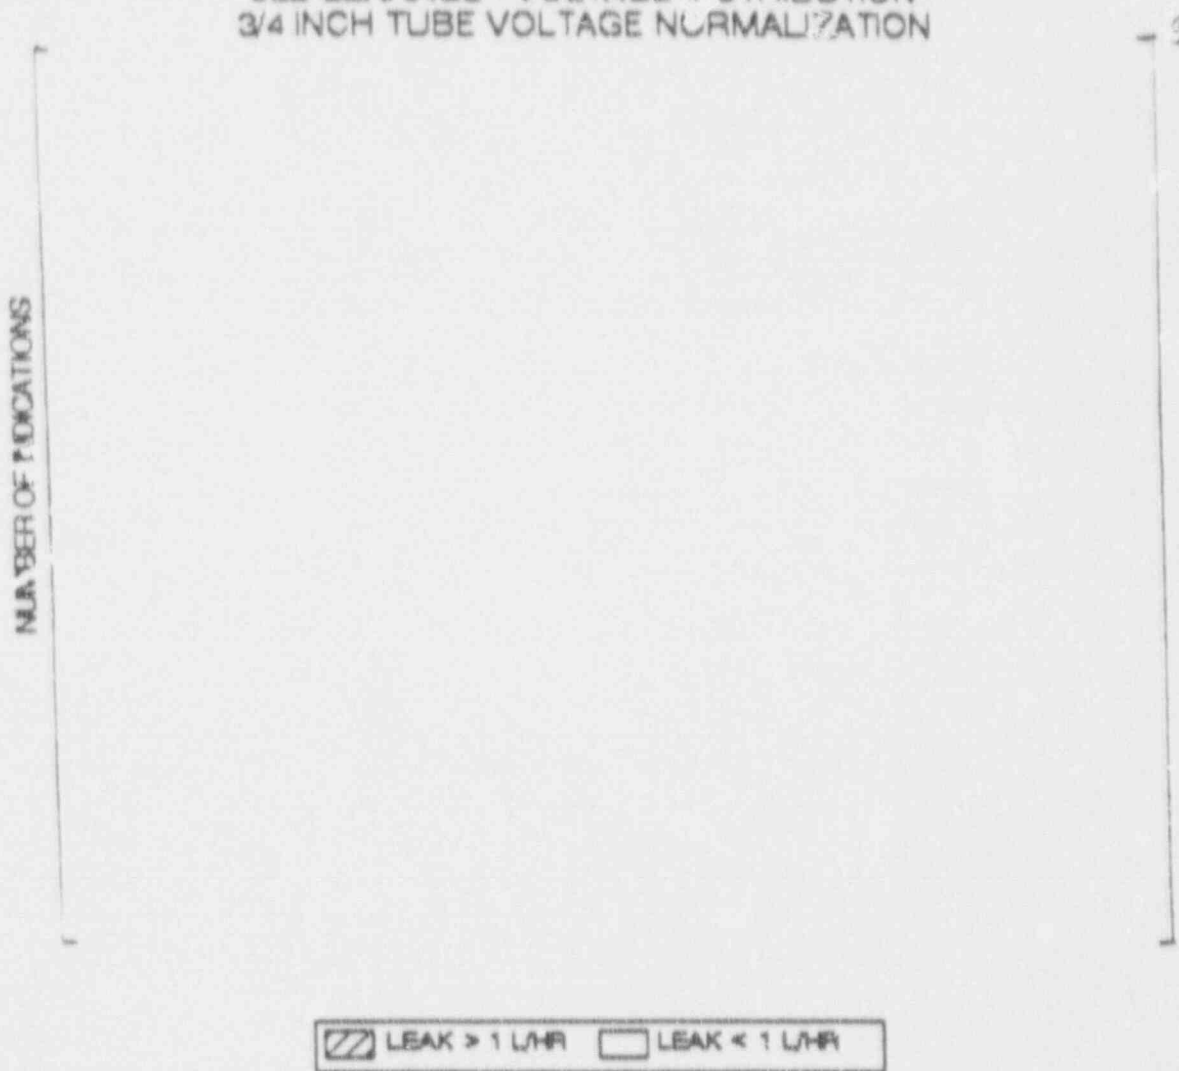 3/4 INCH TUBE VOLTAGE NORMALIZATION
NUMBER OF INDICATIONS
LEAK > 1 L/HR
LEAK < 1 L/HR